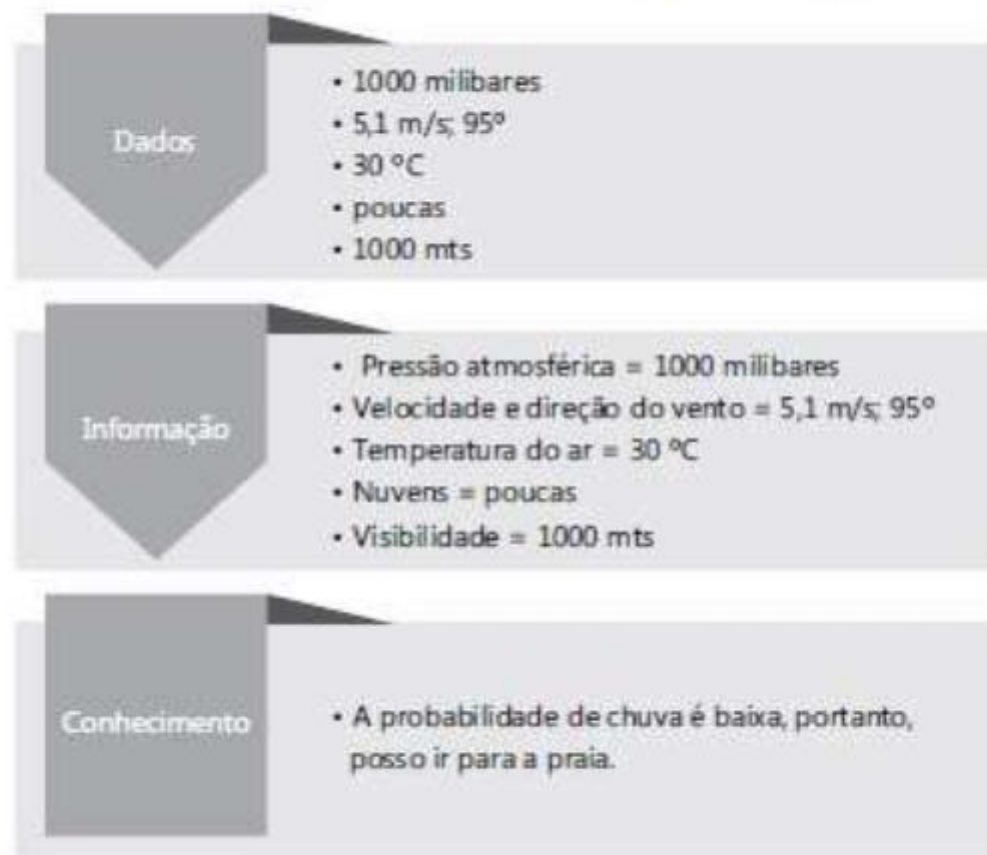 Dados
• 1000 milibares
• 5,1 m/s; 95º
• 30 ºC
• poucas
• 1000 mts
Informação
• Pressão atmosférica = 1000 milibares
• Velocidade e direção do vento = 5,1 m/s; 95º
• Temperatura do ar = 30 ºC
• Nuvens = poucas
• Visibilidade = 1000 mts
Conhecimento
• A probabilidade de chuva é baixa, portanto,
posso ir para a praia.